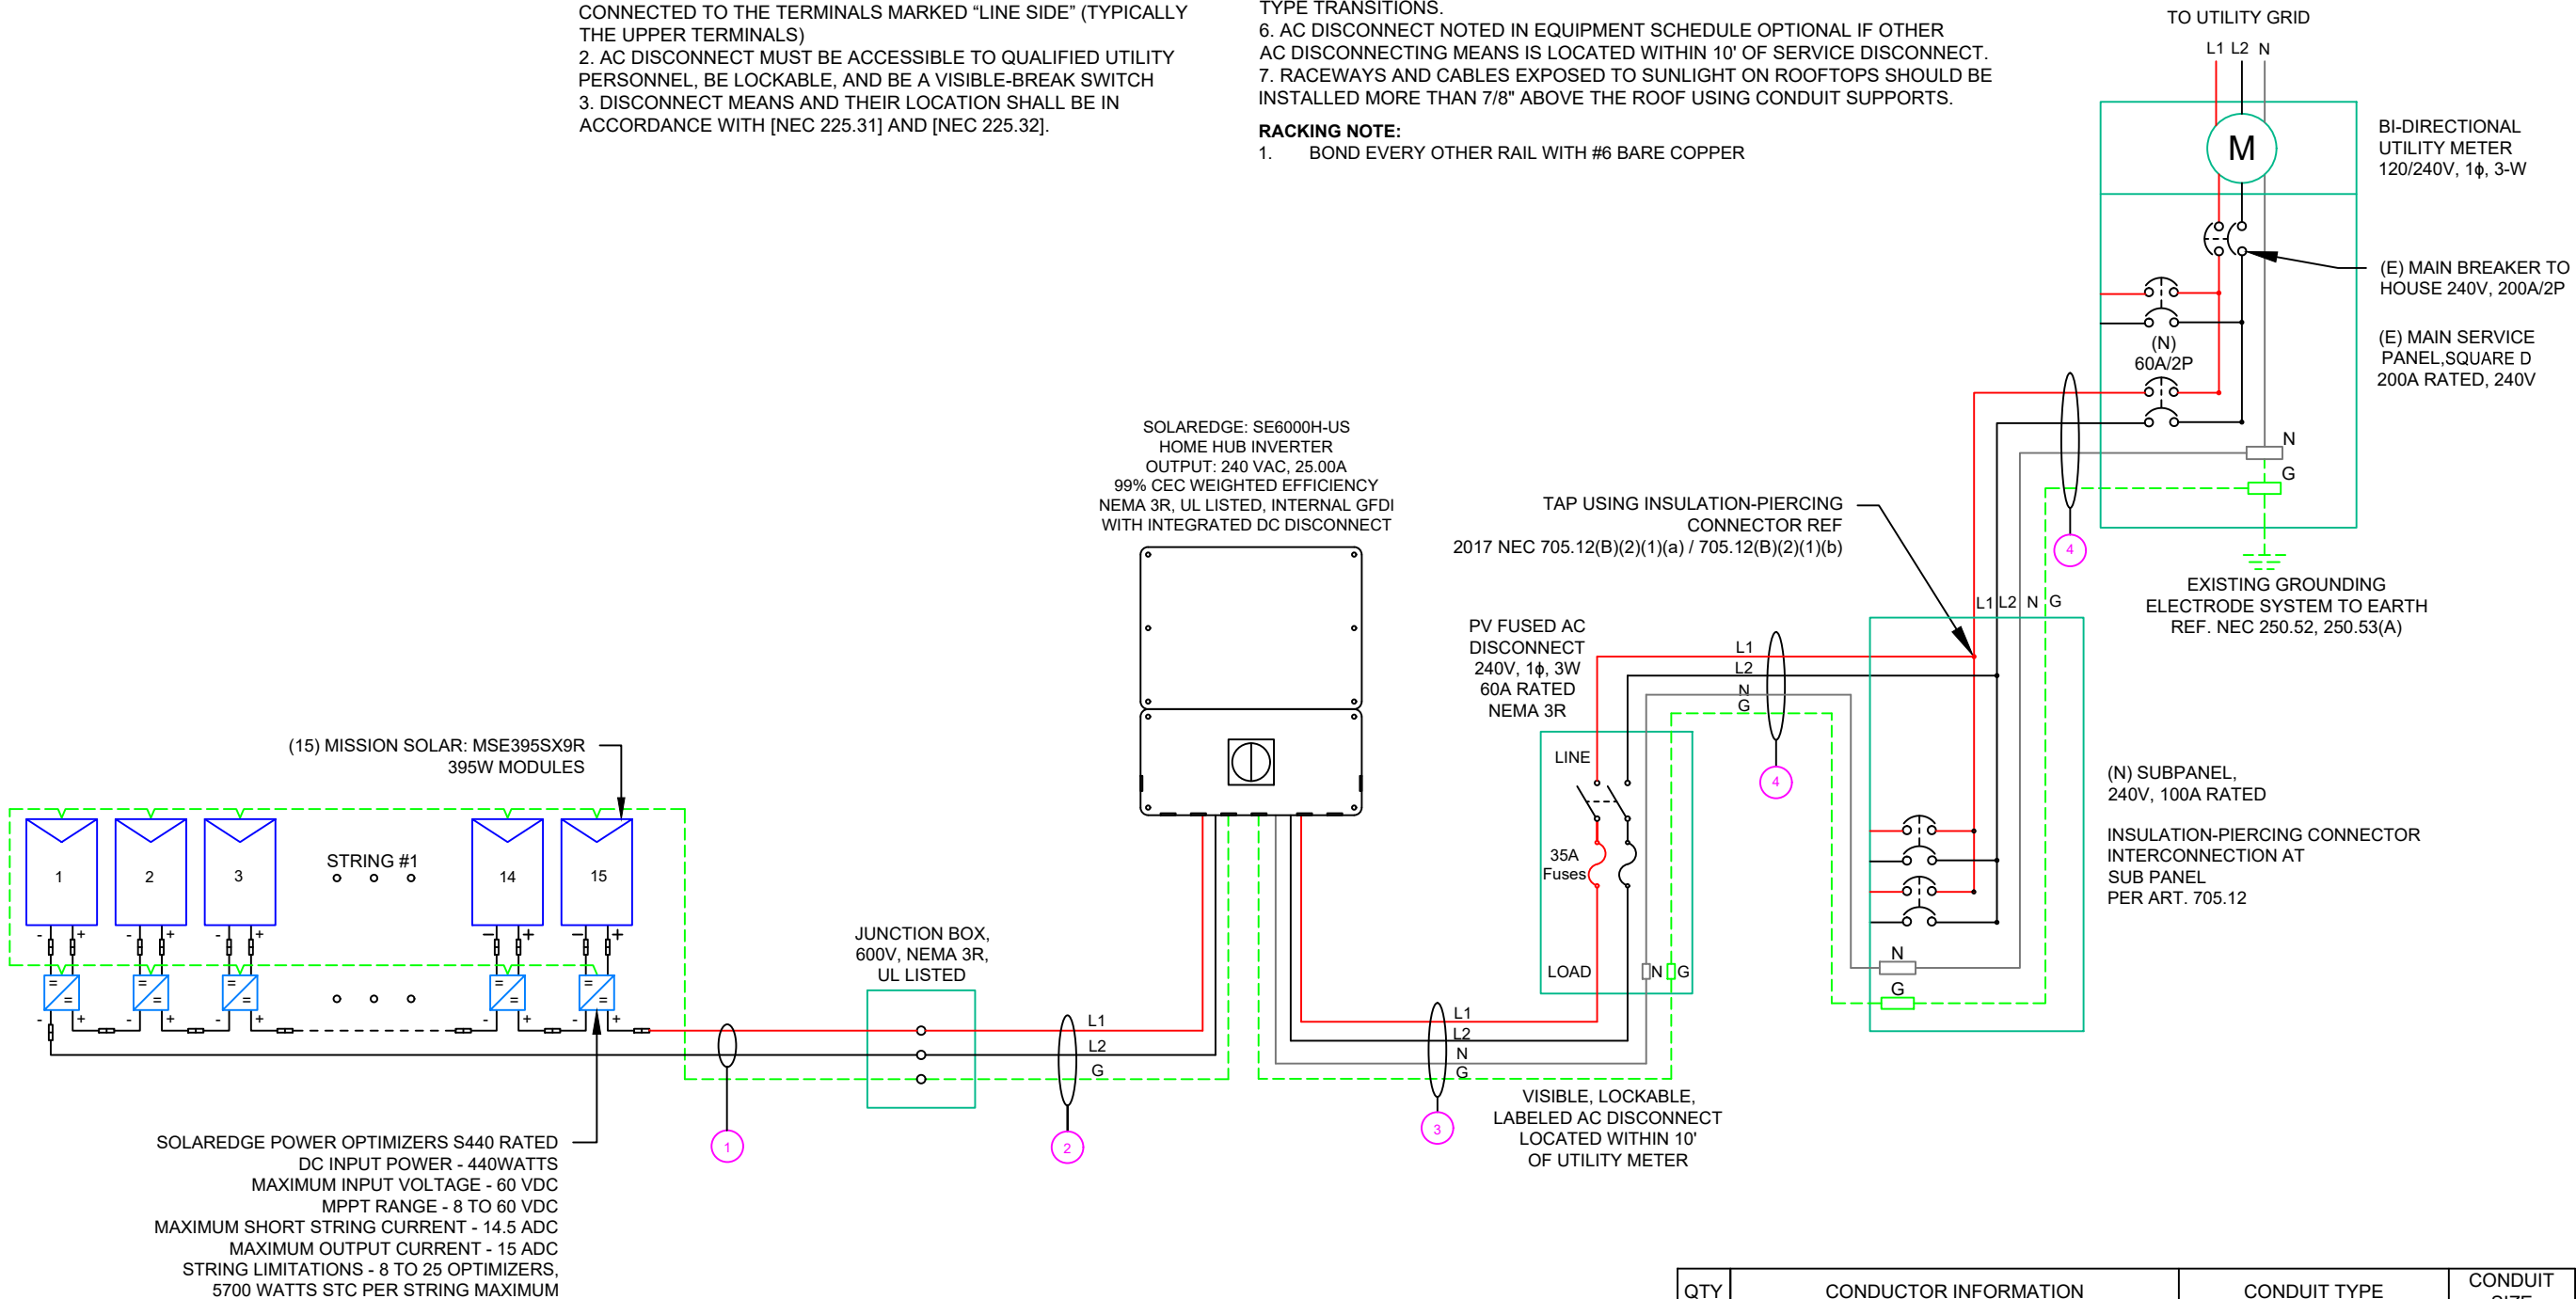 CONNECTED TO THE TERMINALS MARKED “LINE SIDE” (TYPICALLY
THE UPPER TERMINALS)
2. AC DISCONNECT MUST BE ACCESSIBLE TO QUALIFIED UTILITY
PERSONNEL, BE LOCKABLE, AND BE A VISIBLE-BREAK SWITCH
3. DISCONNECT MEANS AND THEIR LOCATION SHALL BE IN
ACCORDANCE WITH [NEC 225.31] AND [NEC 225.32].
TYPE TRANSITIONS.
6. AC DISCONNECT NOTED IN EQUIPMENT SCHEDULE OPTIONAL IF OTHER
AC DISCONNECTING MEANS IS LOCATED WITHIN 10' OF SERVICE DISCONNECT.
7. RACEWAYS AND CABLES EXPOSED TO SUNLIGHT ON ROOFTOPS SHOULD BE
INSTALLED MORE THAN 7/8" ABOVE THE ROOF USING CONDUIT SUPPORTS.
RACKING NOTE:
1. BOND EVERY OTHER RAIL WITH #6 BARE COPPER
TO UTILITY GRID
L1 L2 N
M
BI-DIRECTIONAL
UTILITY METER
120/240V, 1ϕ, 3-W
(E) MAIN BREAKER TO
HOUSE 240V, 200A/2P
(E) MAIN SERVICE
PANEL,SQUARE D
200A RATED, 240V
(N)
60A/2P
N
G
4
EXISTING GROUNDING
ELECTRODE SYSTEM TO EARTH
REF. NEC 250.52, 250.53(A)
SOLAREDGE: SE6000H-US
HOME HUB INVERTER
OUTPUT: 240 VAC, 25.00A
99% CEC WEIGHTED EFFICIENCY
NEMA 3R, UL LISTED, INTERNAL GFDI
WITH INTEGRATED DC DISCONNECT
TAP USING INSULATION-PIERCING
CONNECTOR REF
2017 NEC 705.12(B)(2)(1)(a) / 705.12(B)(2)(1)(b)
L1 L2 N G
PV FUSED AC
DISCONNECT
240V, 1ϕ, 3W
60A RATED
NEMA 3R
L1
L2
N
G
4
LINE
35A
Fuses
LOAD
N G
N
G
(N) SUBPANEL,
240V, 100A RATED
INSULATION-PIERCING CONNECTOR
INTERCONNECTION AT
SUB PANEL
PER ART. 705.12
(15) MISSION SOLAR: MSE395SX9R
395W MODULES
STRING #1
1 2 3 14 15
- + - + - + - + - +
= = = = = = = = = =
- + - + - + - + - +
JUNCTION BOX,
600V, NEMA 3R,
UL LISTED
L1
L2
G
1
2
L1
L2
N
G
3
VISIBLE, LOCKABLE,
LABELED AC DISCONNECT
LOCATED WITHIN 10'
OF UTILITY METER
SOLAREDGE POWER OPTIMIZERS S440 RATED
DC INPUT POWER - 440WATTS
MAXIMUM INPUT VOLTAGE - 60 VDC
MPPT RANGE - 8 TO 60 VDC
MAXIMUM SHORT STRING CURRENT - 14.5 ADC
MAXIMUM OUTPUT CURRENT - 15 ADC
STRING LIMITATIONS - 8 TO 25 OPTIMIZERS,
5700 WATTS STC PER STRING MAXIMUM
QTY CONDUCTOR INFORMATION CONDUIT TYPE CONDUIT